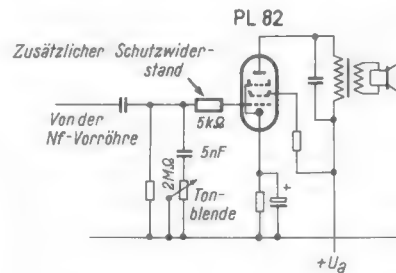 PL 82
Zusätzlicher Schutzwider-
stand
5kΩ
Von der
Nf-Vorröhre
5nF
2MΩ
Ton-
blende
+
+Ua